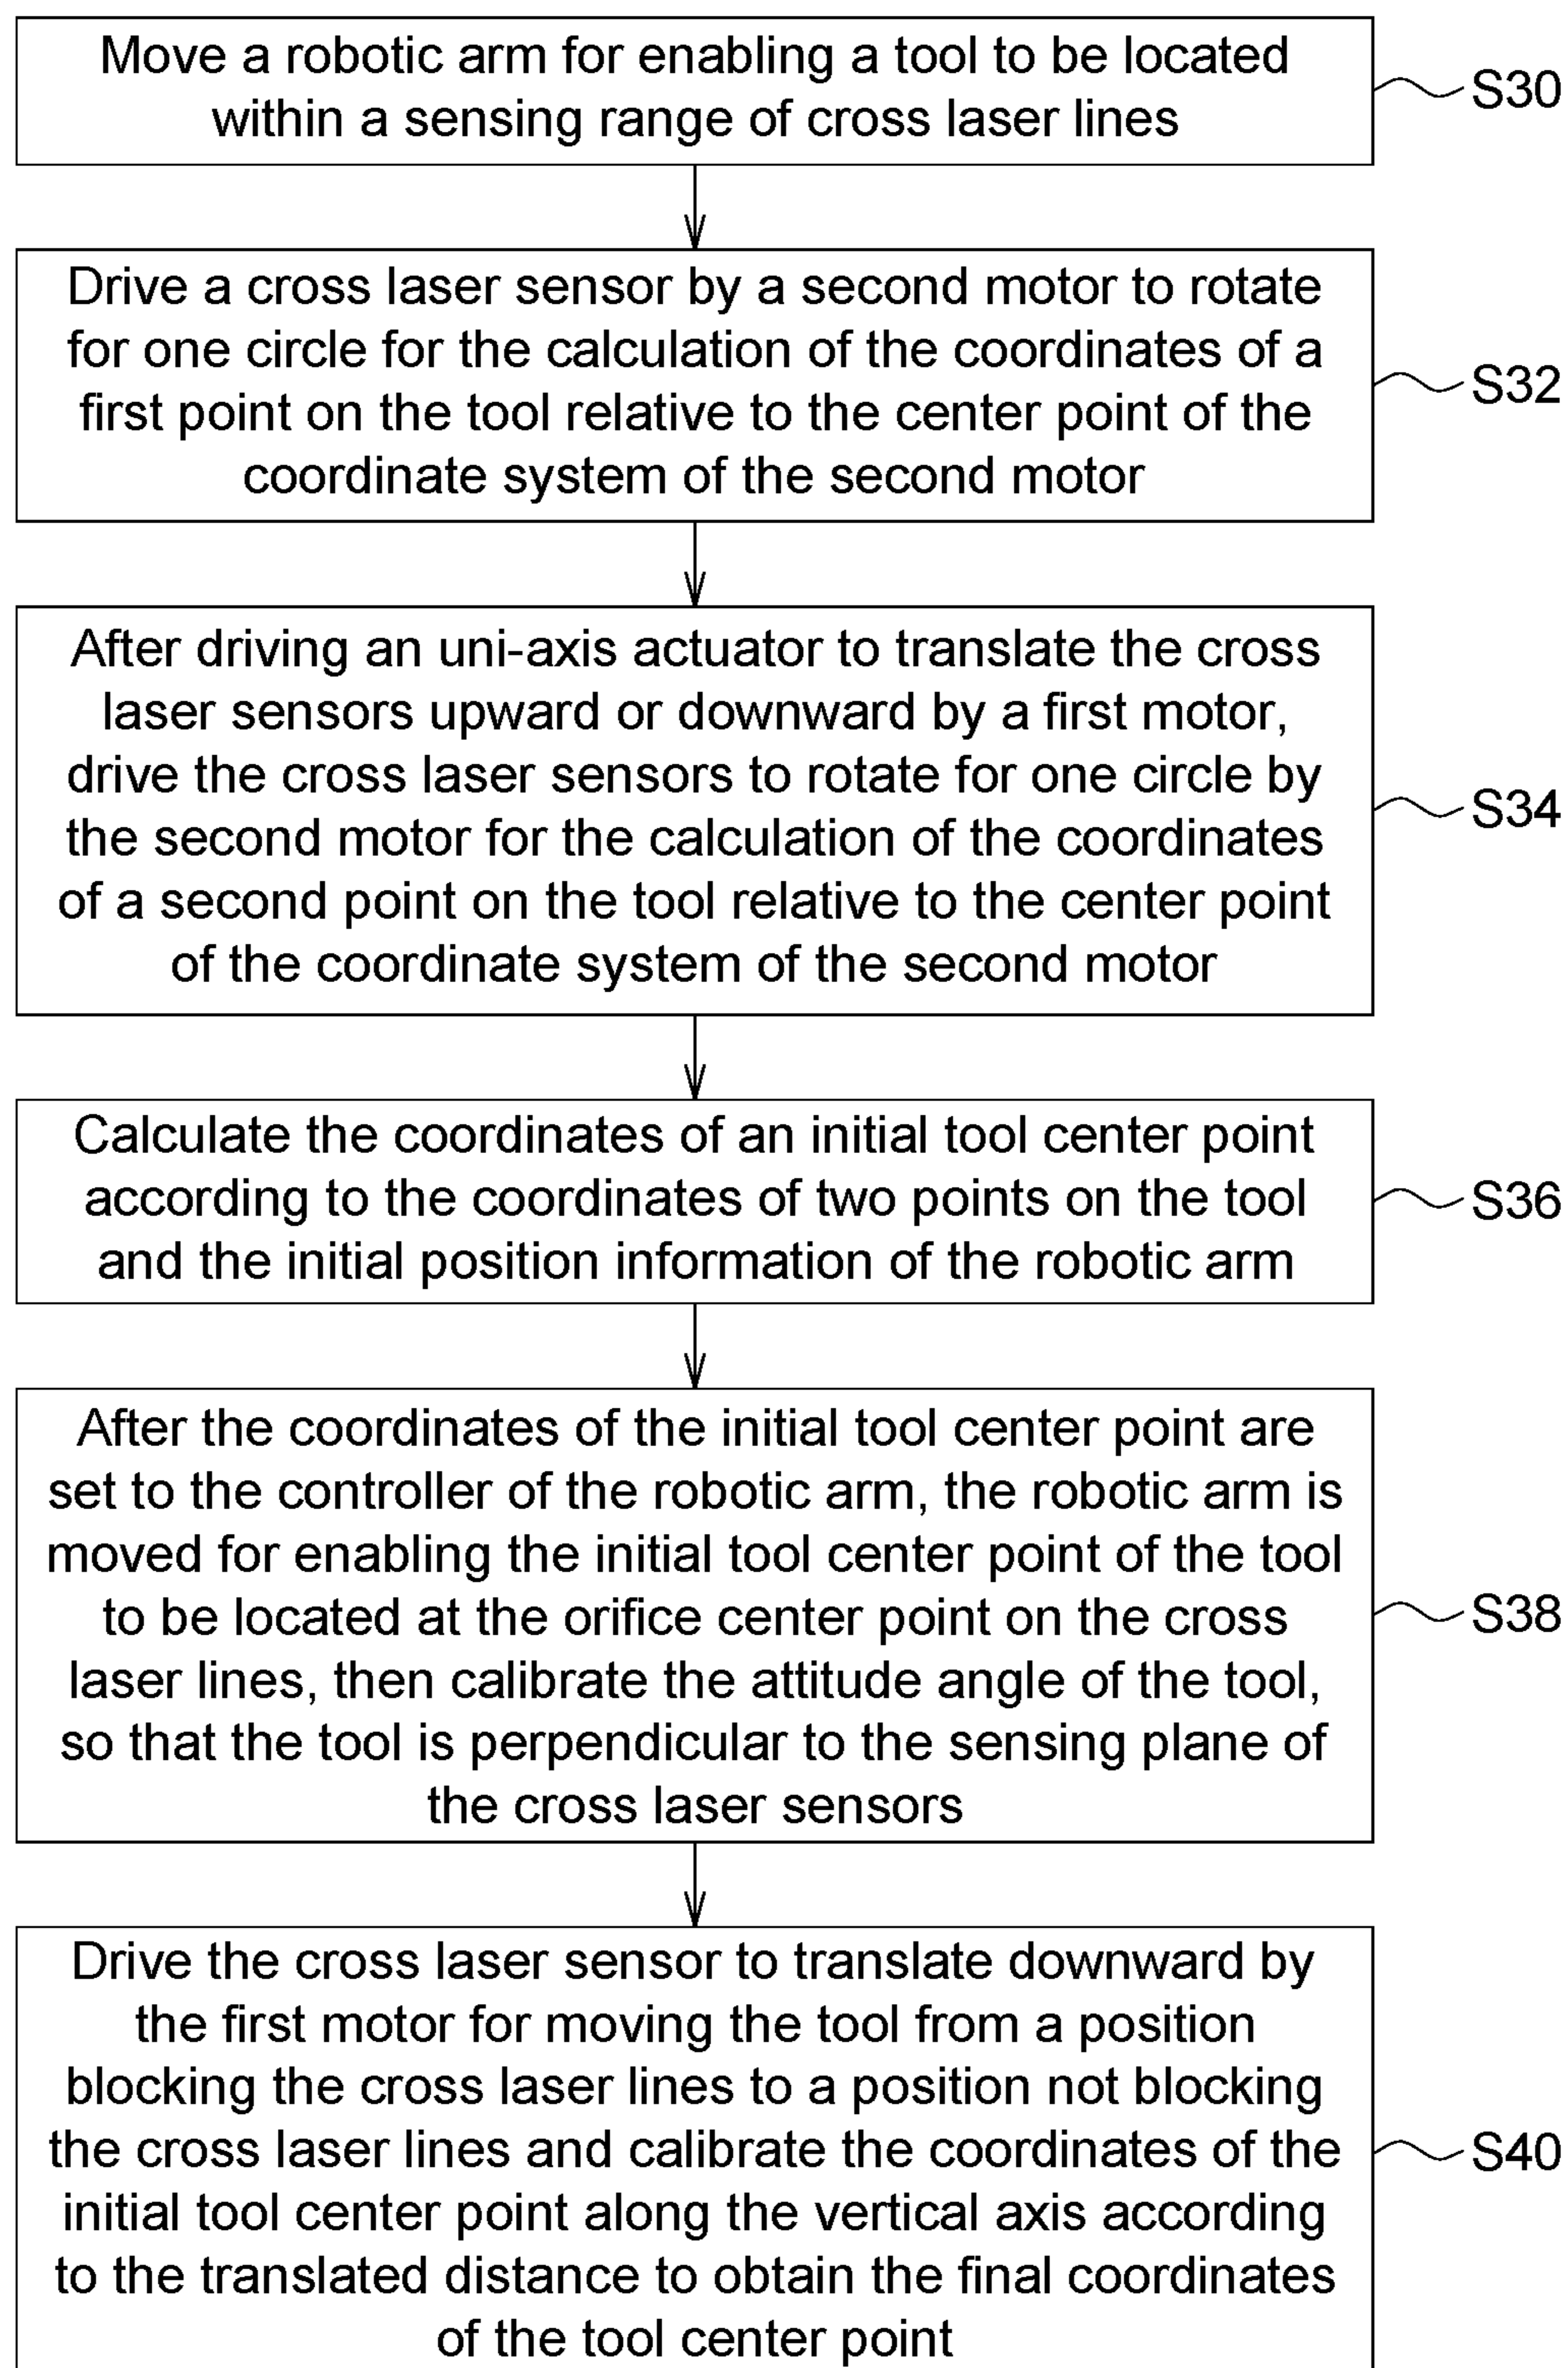 Move a robotic arm for enabling a tool to be located
within a sensing range of cross laser lines
S30
Drive a cross laser sensor by a second motor to rotate
for one circle for the calculation of the coordinates of a
first point on the tool relative to the center point of the
coordinate system of the second motor
S32
After driving an uni-axis actuator to translate the cross
laser sensors upward or downward by a first motor,
drive the cross laser sensors to rotate for one circle by
the second motor for the calculation of the coordinates
of a second point on the tool relative to the center point
of the coordinate system of the second motor
S34
Calculate the coordinates of an initial tool center point
according to the coordinates of two points on the tool
and the initial position information of the robotic arm
S36
After the coordinates of the initial tool center point are
set to the controller of the robotic arm, the robotic arm is
moved for enabling the initial tool center point of the tool
to be located at the orifice center point on the cross
laser lines, then calibrate the attitude angle of the tool,
so that the tool is perpendicular to the sensing plane of
the cross laser sensors
S38
Drive the cross laser sensor to translate downward by
the first motor for moving the tool from a position
blocking the cross laser lines to a position not blocking
the cross laser lines and calibrate the coordinates of the
initial tool center point along the vertical axis according
to the translated distance to obtain the final coordinates
of the tool center point
S40